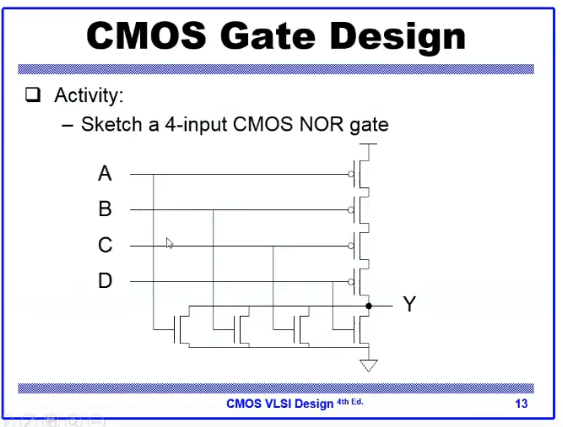 CMOS Gate Design
Activity:
– Sketch a 4-input CMOS NOR gate
A
B
C
D
Y
CMOS VLSI Design 4th Ed.
13